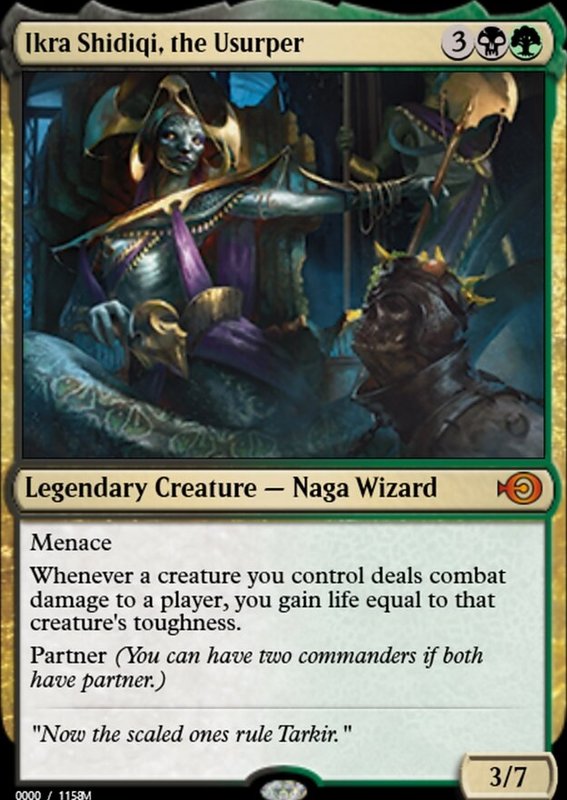 Ikra Shidiqi, the Usurper 3
Legendary Creature — Naga Wizard
Menace
Whenever a creature you control deals combat
damage to a player, you gain life equal to that
creature's toughness.
Partner (You can have two commanders if both
have partner.)
"Now the scaled ones rule Tarkir."
3/7
0000 / 1158M